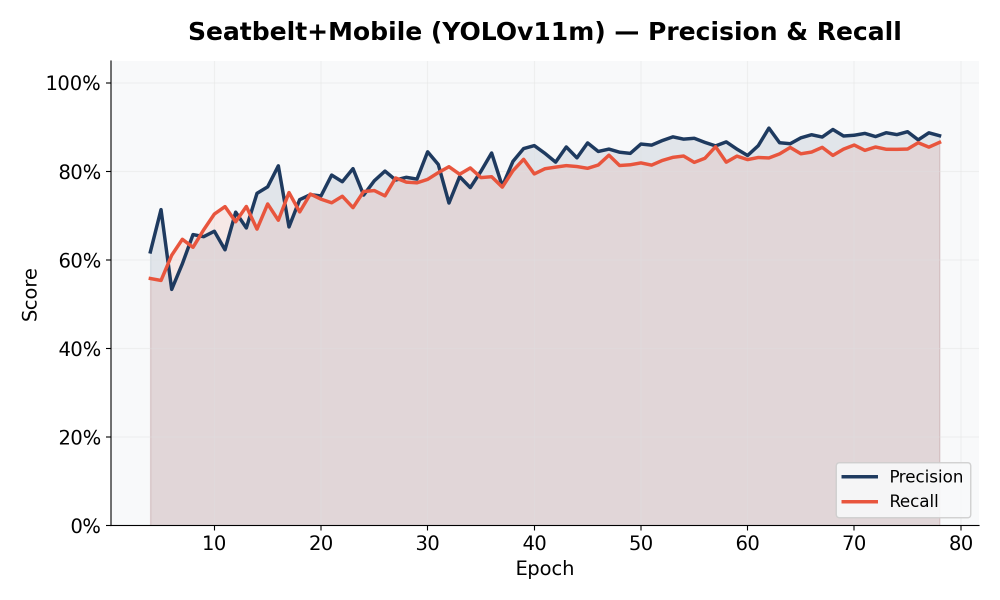 Seatbelt+Mobile (YOLOv11m) — Precision & Recall
100%
80%
60%
40%
20%
0%
Score
10 20 30 40 50 60 70 80
Epoch
Precision
Recall